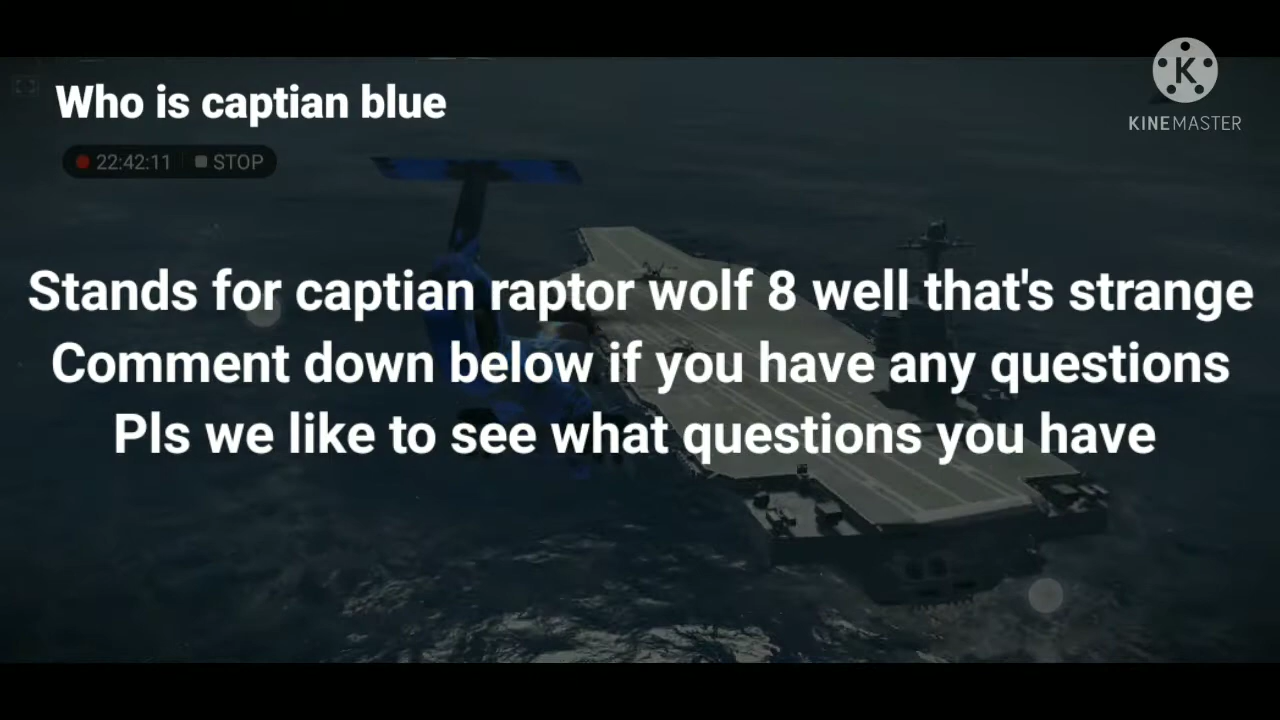 Who is captian blue
KINEMASTER
22:42:11 STOP
Stands for captian raptor wolf 8 well that's strange
Comment down below if you have any questions
Pls we like to see what questions you have